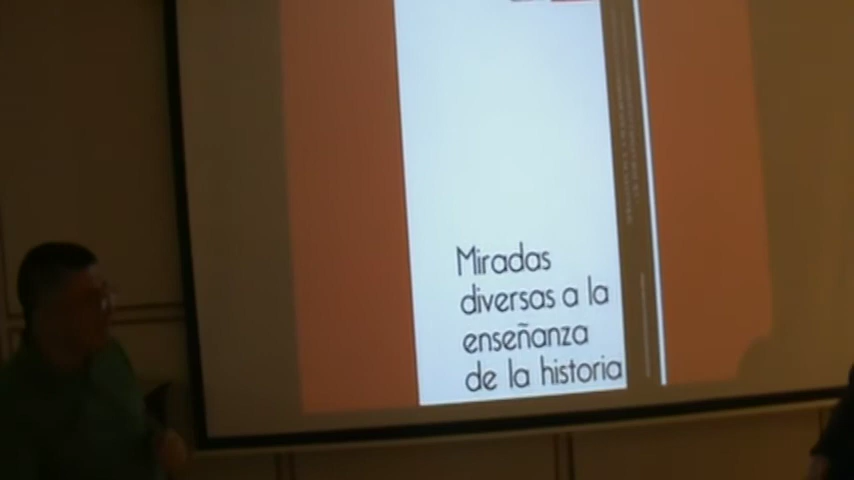 Miradas
diversas a la
enseñanza
de la historia